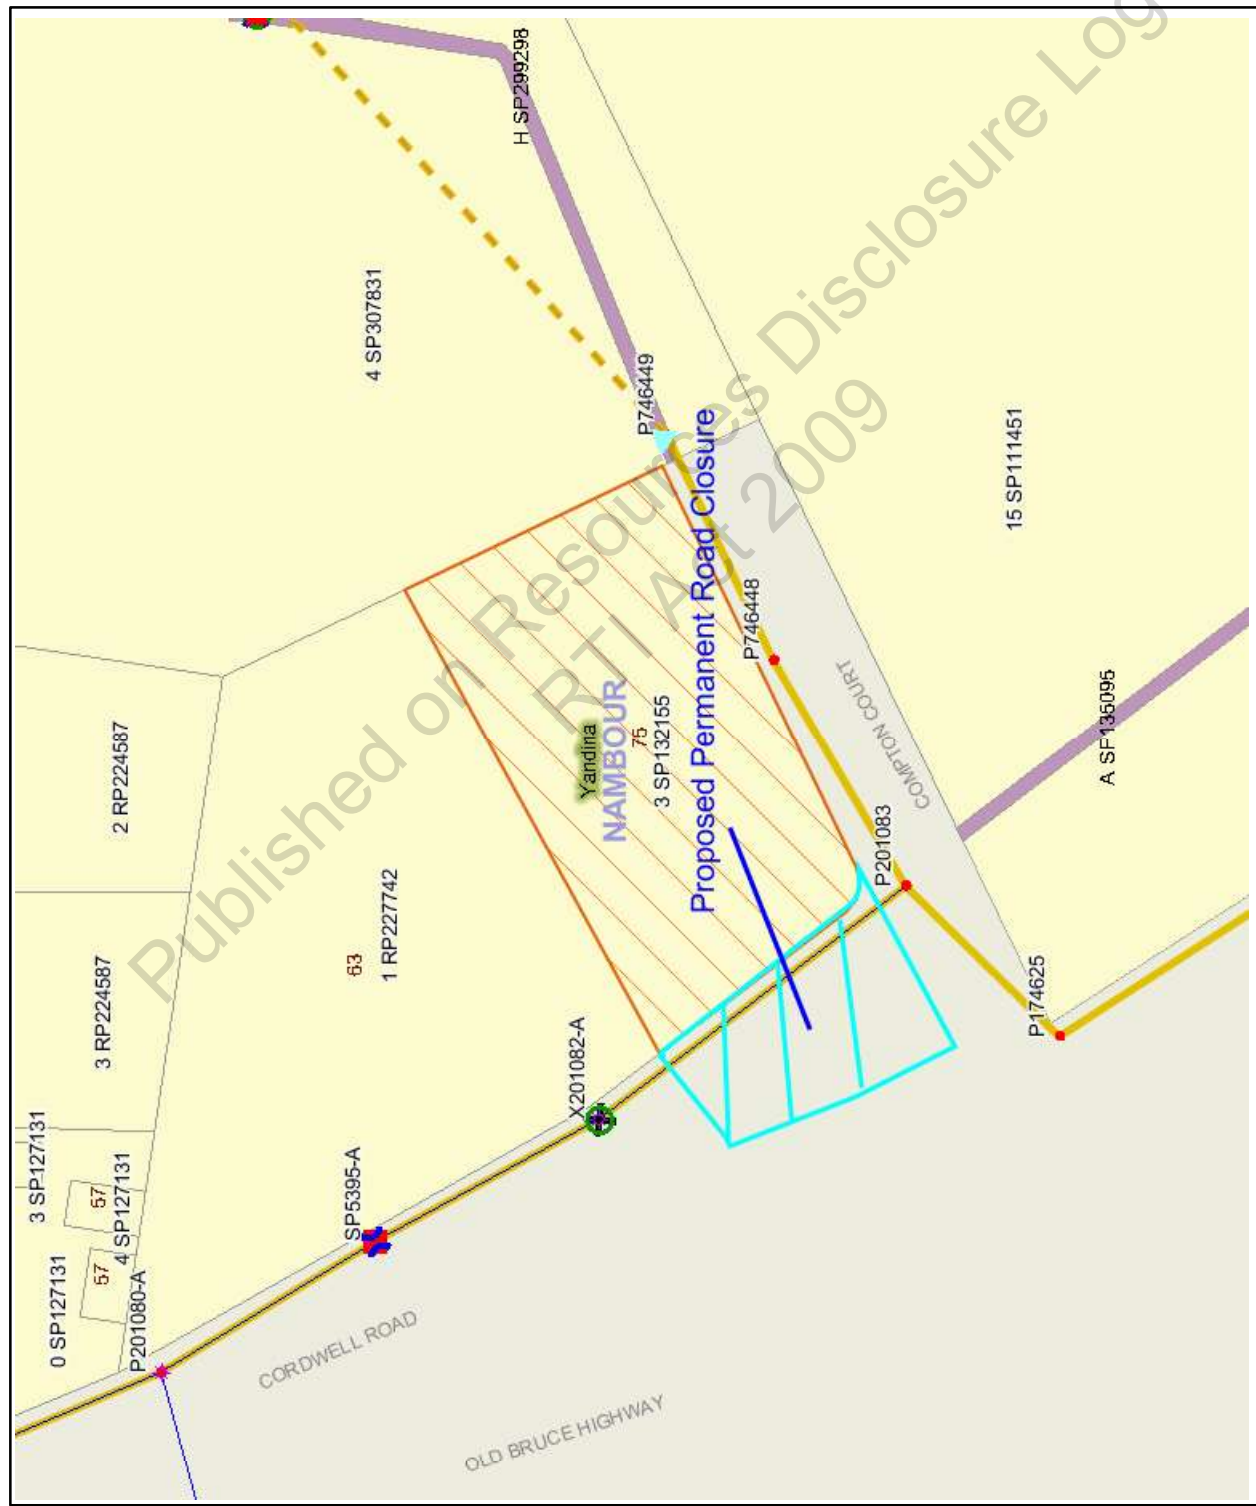 H SP299298
4 SP307831
P746449
Proposed Permanent Road Closure
15 SP111451
P746448
COMPTON COURT
A SP135095
P201083
P174625
Yandina
NAMBOUR
75
3 SP132155
2 RP224587
3 RP224587
63
1 RP227742
X201082-A
SP5395-A
3 SP127131
57
4 SP127131
57
0 SP127131
P201080-A
CORDWELL ROAD
OLD BRUCE HIGHWAY
Published on Resources Disclosure Log
RTI Act 2009